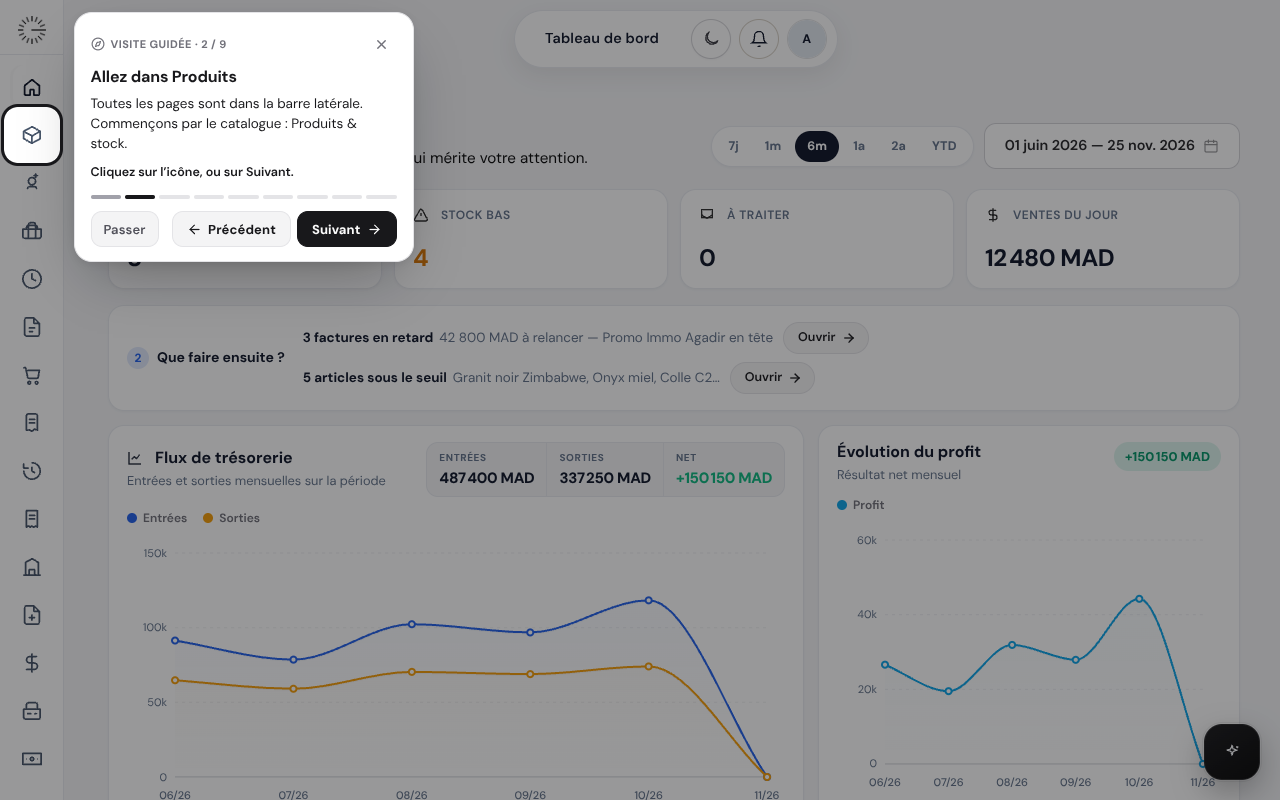 VISITE GUIDÉE · 2 / 9
Allez dans Produits
Toutes les pages sont dans la barre latérale.
Commençons par le catalogue : Produits &
stock.
Cliquez sur l’icône, ou sur Suivant.
Passer
Précédent
Suivant
Tableau de bord
A
ui mérite votre attention.
7j
1m
6m
1a
2a
YTD
01 juin 2026 — 25 nov. 2026
STOCK BAS
4
À TRAITER
0
VENTES DU JOUR
12 480 MAD
2
Que faire ensuite ?
3 factures en retard 42 800 MAD à relancer — Promo Immo Agadir en tête
Ouvrir
5 articles sous le seuil Granit noir Zimbabwe, Onyx miel, Colle C2…
Ouvrir
Flux de trésorerie
Entrées et sorties mensuelles sur la période
ENTRÉES
487 400 MAD
SORTIES
337 250 MAD
NET
+150 150 MAD
Entrées
Sorties
150k
100k
50k
0
06/26
07/26
08/26
09/26
10/26
11/26
Évolution du profit
Résultat net mensuel
+150 150 MAD
Profit
60k
40k
20k
0
06/26
07/26
08/26
09/26
10/26
11/26